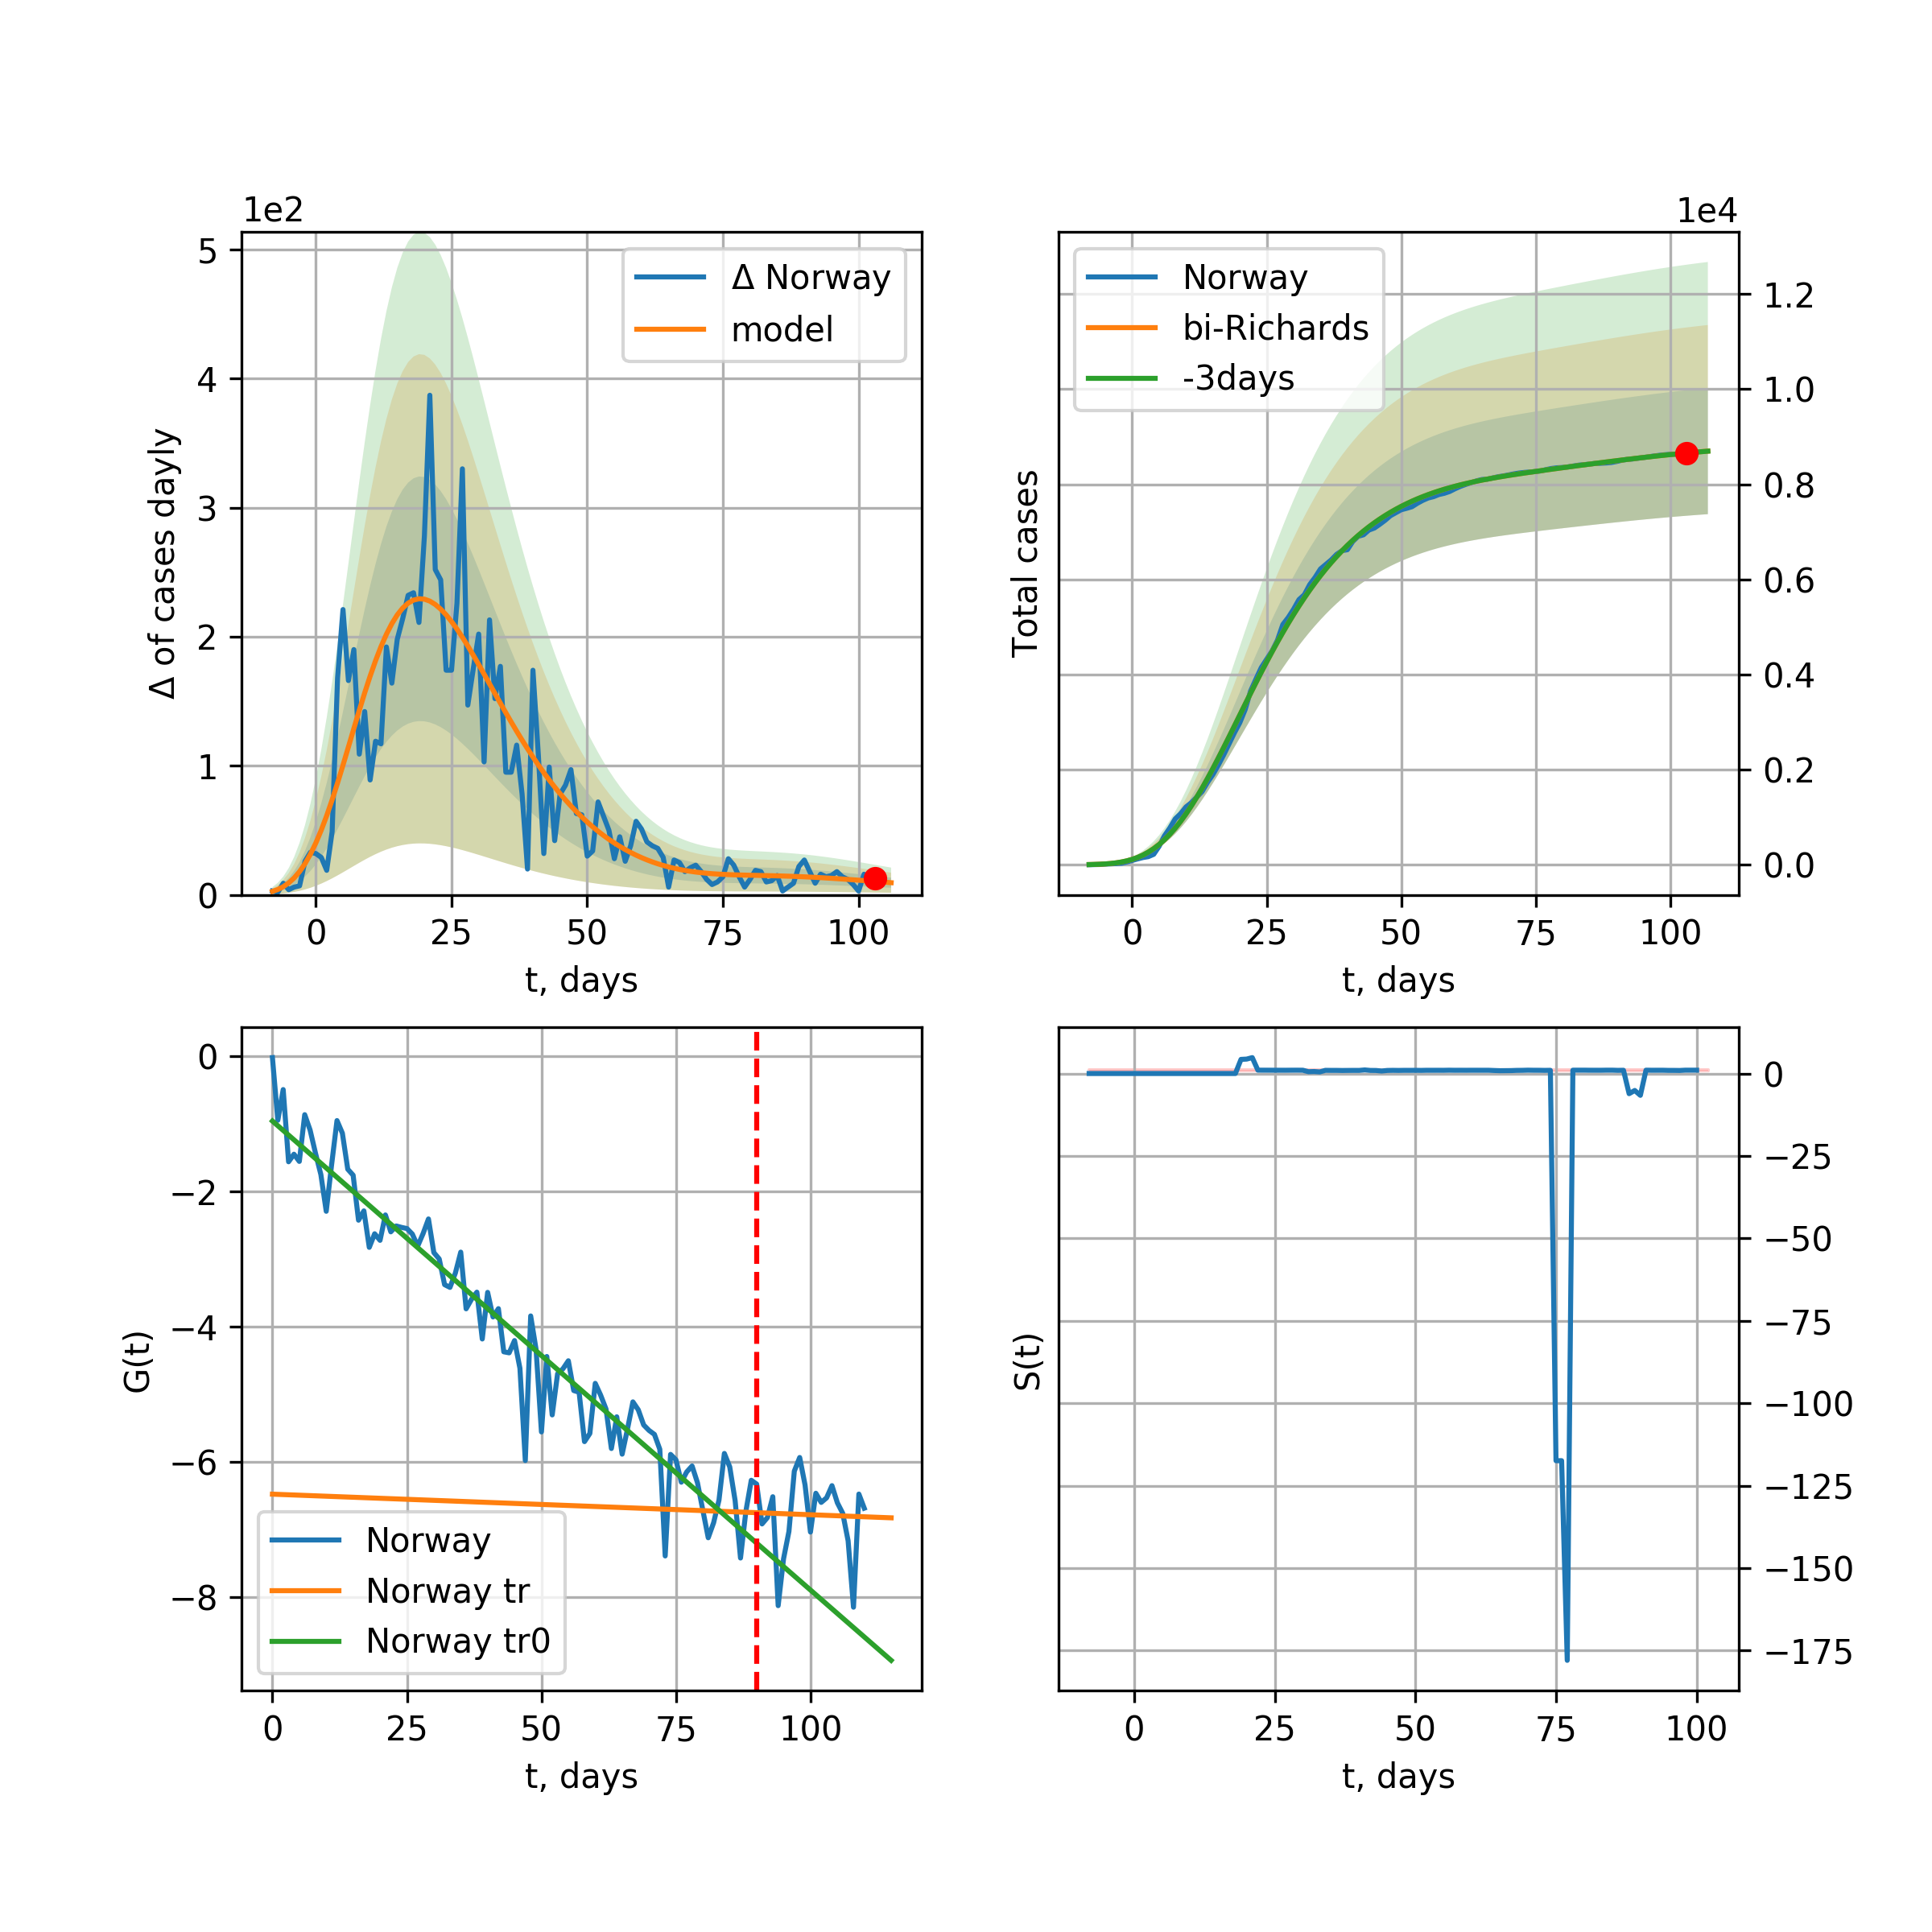 1e2
5
4
3
2
1
0
Δ of cases dayly
Δ Norway
model
0 25 50 75 100
t, days
1e4
Norway
bi-Richards
-3days
Total cases
1.2
1.0
0.8
0.6
0.4
0.2
0.0
0 25 50 75 100
t, days
0
−2
−4
−6
−8
G(t)
Norway
Norway tr
Norway tr0
0 25 50 75 100
t, days
S(t)
0
−25
−50
−75
−100
−125
−150
−175
0 25 50 75 100
t, days